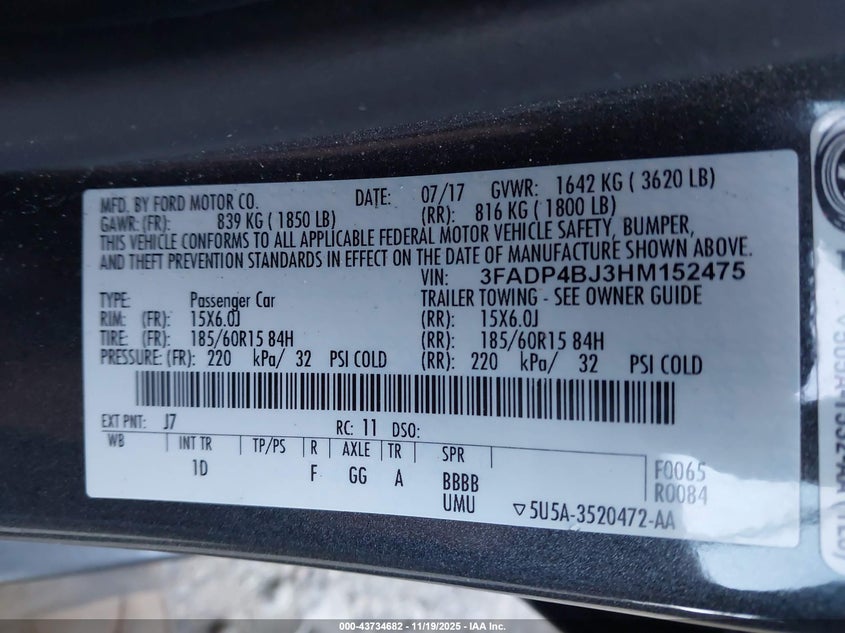 MFD. BY FORD MOTOR CO. DATE: 07/17 GVWR: 1642 KG ( 3620 LB)
GAWR: (FR): 839 KG ( 1850 LB) (RR): 816 KG ( 1800 LB)
THIS VEHICLE CONFORMS TO ALL APPLICABLE FEDERAL MOTOR VEHICLE SAFETY, BUMPER,
AND THEFT PREVENTION STANDARDS IN EFFECT ON THE DATE OF MANUFACTURE SHOWN ABOVE.
VIN: 3FADP4BJ3HM152475
TYPE: Passenger Car TRAILER TOWING - SEE OWNER GUIDE
RIM: (FR): 15X6.0J (RR): 15X6.0J
TIRE: (FR): 185/60R15 84H (RR): 185/60R15 84H
PRESSURE: (FR): 220 kPa/ 32 PSI COLD (RR): 220 kPa/ 32 PSI COLD
EXT PNT: J7 RC: 11 DSO:
WB INT TR TP/PS R AXLE TR SPR
1D F GG A BBBB F0065
UMU R0084
▽5U5A-3520472-AA
000-43734682 - 11/19/2025 - IAA Inc.